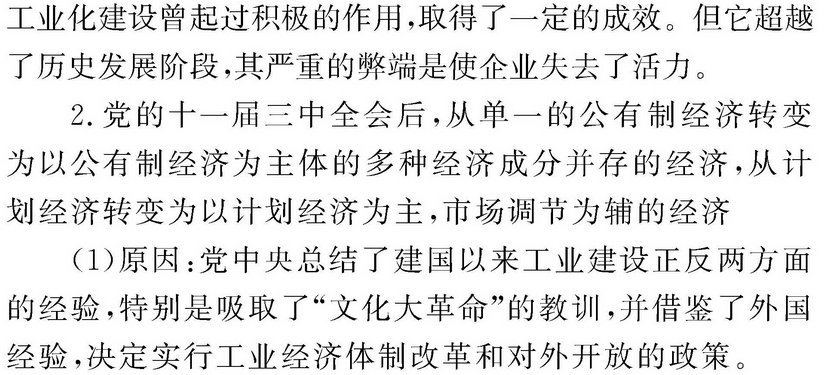 工业化建设曾起过积极的作用,取得了一定的成效。但它超越
了历史发展阶段,其严重的弊端是使企业失去了活力。
2.党的十一届三中全会后,从单一的公有制经济转变
为以公有制经济为主体的多种经济成分并存的经济,从计
划经济转变为以计划经济为主,市场调节为辅的经济
(1)原因:党中央总结了建国以来工业建设正反两方面
的经验,特别是吸取了“文化大革命”的教训,并借鉴了外国
经验,决定实行工业经济体制改革和对外开放的政策。